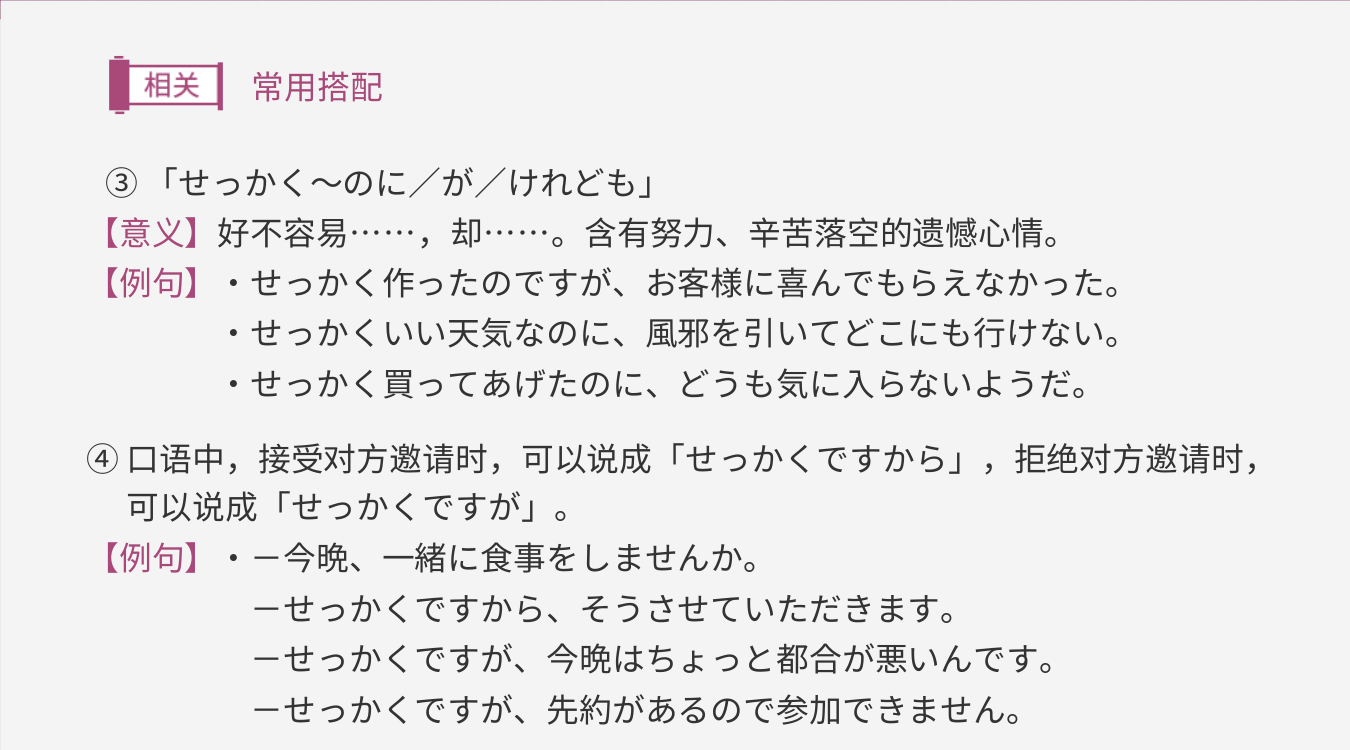 相关 常用搭配
③ 「せっかく～のに／が／けれども」
【意义】好不容易……，却……。含有努力、辛苦落空的遗憾心情。
【例句】・せっかく作ったのですが、お客様に喜んでもらえなかった。
・せっかくいい天気なのに、風邪を引いてどこにも行けない。
・せっかく買ってあげたのに、どうも気に入らないようだ。
④ 口语中，接受对方邀请时，可以说成「せっかくですから」，拒绝对方邀请时，
可以说成「せっかくですが」。
【例句】・－今晩、一緒に食事をしませんか。
－せっかくですから、そうさせていただきます。
－せっかくですが、今晩はちょっと都合が悪いんです。
－せっかくですが、先約があるので参加できません。